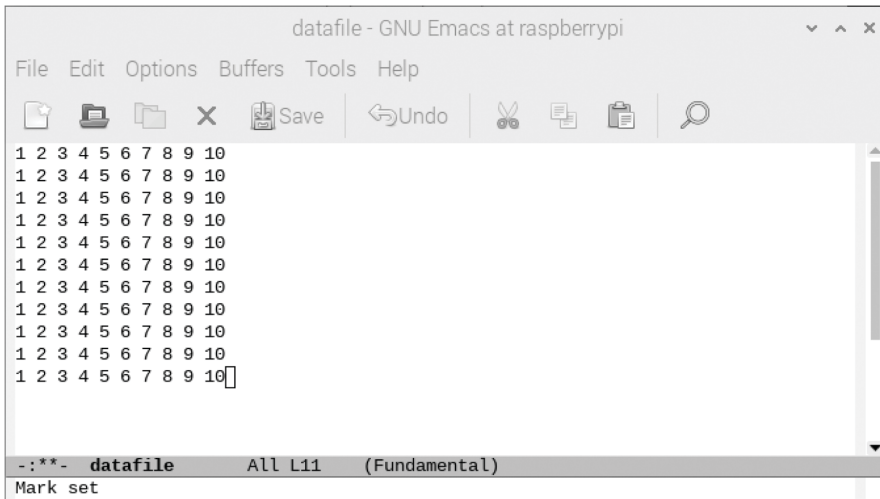 datafile - GNU Emacs at raspberrypi
File Edit Options Buffers Tools Help
Save Undo
1 2 3 4 5 6 7 8 9 10
1 2 3 4 5 6 7 8 9 10
1 2 3 4 5 6 7 8 9 10
1 2 3 4 5 6 7 8 9 10
1 2 3 4 5 6 7 8 9 10
1 2 3 4 5 6 7 8 9 10
1 2 3 4 5 6 7 8 9 10
1 2 3 4 5 6 7 8 9 10
1 2 3 4 5 6 7 8 9 10
1 2 3 4 5 6 7 8 9 10
1 2 3 4 5 6 7 8 9 10
-:**- datafile All L11 (Fundamental)
Mark set